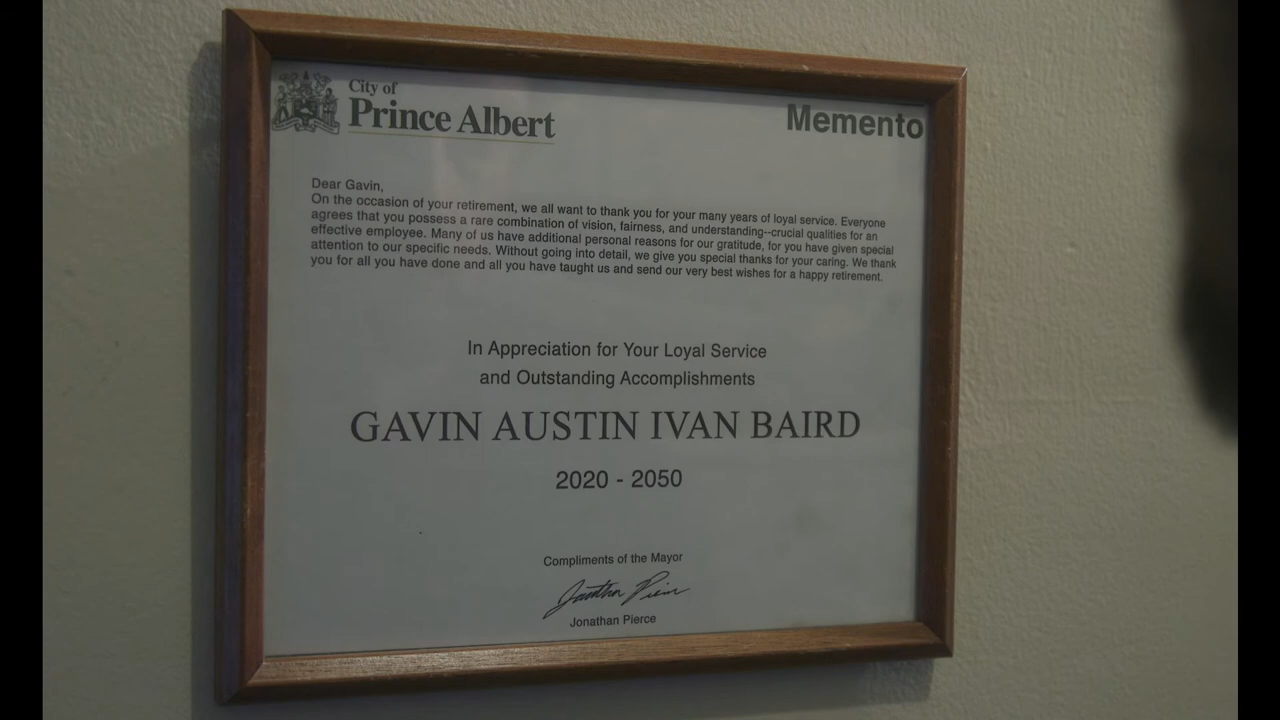 City of
Prince Albert
Memento
Dear Gavin,
On the occasion of your retirement, we all want to thank you for your many years of loyal service. Everyone
agrees that you possess a rare combination of vision, fairness, and understanding--crucial qualities for an
effective employee. Many of us have additional personal reasons for our gratitude, for you have given special
attention to our specific needs. Without going into detail, we give you special thanks for your caring. We thank
you for all you have done and all you have taught us and send our very best wishes for a happy retirement.
In Appreciation for Your Loyal Service
and Outstanding Accomplishments
GAVIN AUSTIN IVAN BAIRD
2020 - 2050
Compliments of the Mayor
Jonathan Pierce